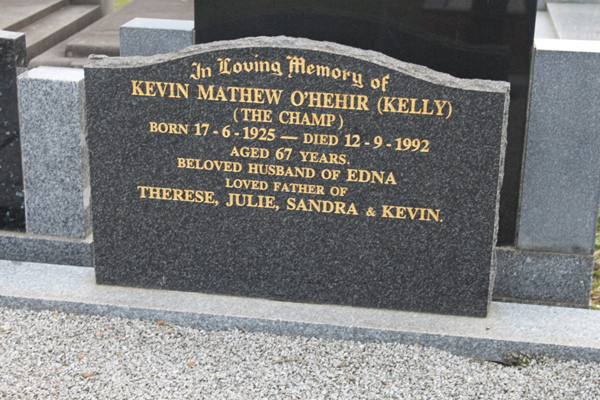 In Loving Memory of
KEVIN MATHEW O'HEHIR (KELLY)
(THE CHAMP)
BORN 17-6-1925 — DIED 12-9-1992
AGED 67 YEARS.
BELOVED HUSBAND OF EDNA
LOVED FATHER OF
THERESE, JULIE, SANDRA & KEVIN.